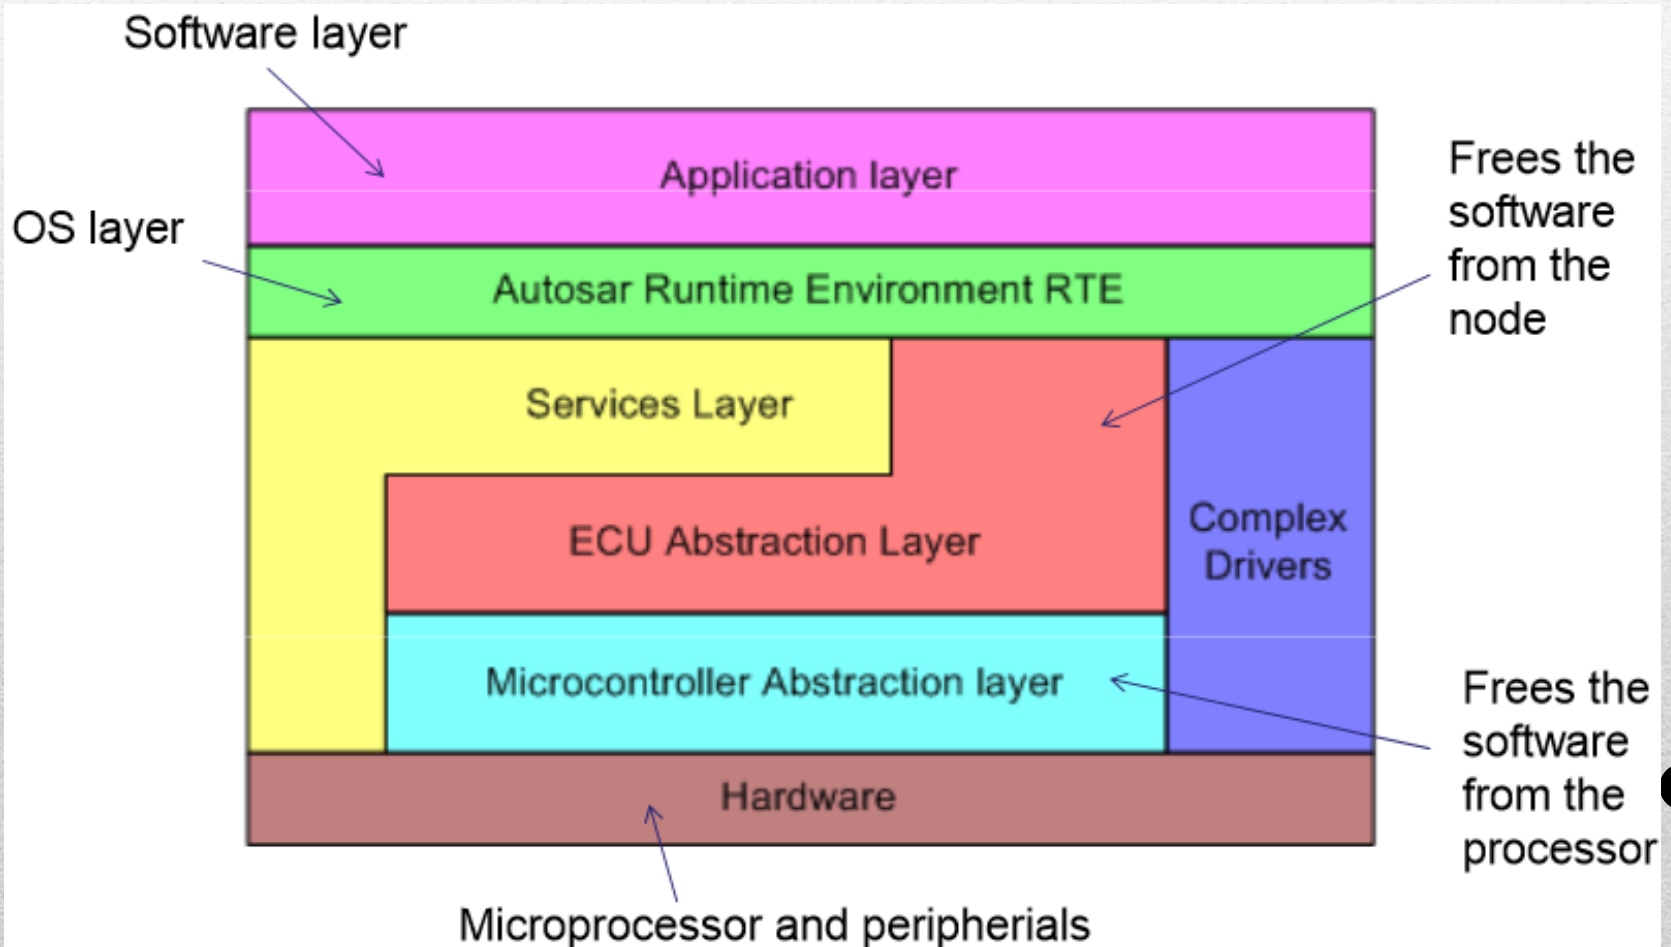 Software layer
Application layer
Frees the
software
from the
node
OS layer
Autosar Runtime Environment RTE
Services Layer
ECU Abstraction Layer
Complex
Drivers
Microcontroller Abstraction layer
Frees the
software
from the
processor
Hardware
Microprocessor and peripherials